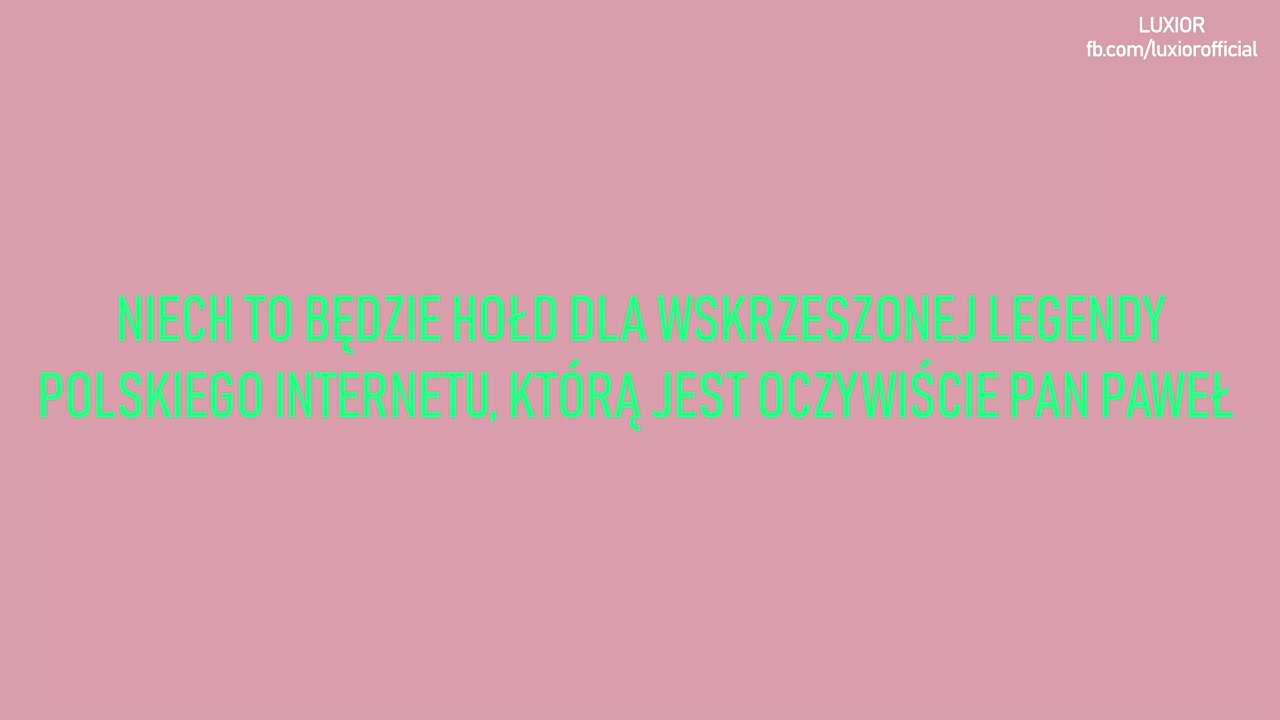 LUXIOR
fb.com/luxiorofficial
NIECH TO BĘDZIE HOŁD DLA WSKRZESZONEJ LEGENDY
POLSKIEGO INTERNETU, KTÓRĄ JEST OCZYWIŚCIE PAN PAWEŁ